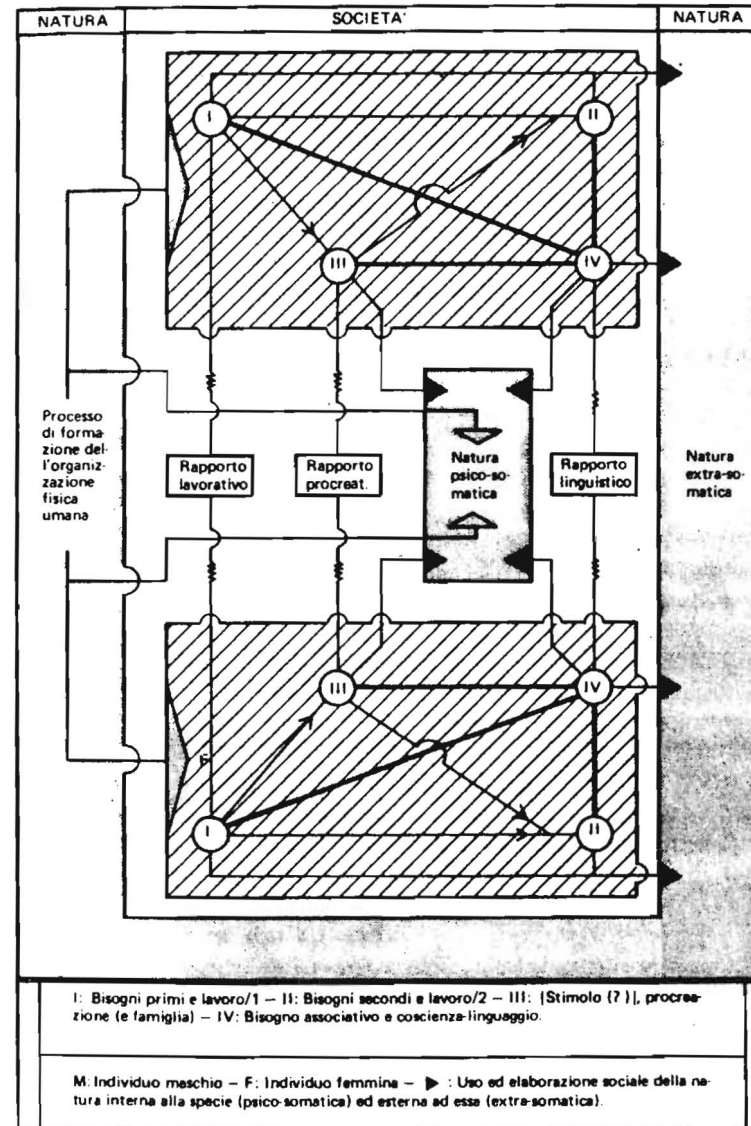 NATURA
SOCIETA'
NATURA
I
II
III
IV
Processo
di forma-
zione del-
l'organiz-
zazione
fisica
umana
Rapporto
lavorativo
Rapporto
procreat.
Natura
psico-so-
matica
Rapporto
linguistico
Natura
extra-so-
matica
III
IV
F
I
II
I: Bisogni primi e lavoro/1 – II: Bisogni secondi e lavoro/2 – III: |Stimolo (?)|, procrea-
zione (e famiglia) – IV: Bisogno associativo e coscienza-linguaggio.
M: Individuo maschio – F: Individuo femmina – ▶ : Uso ed elaborazione sociale della na-
tura interna alla specie (psico-somatica) ed esterna ad essa (extra-somatica).